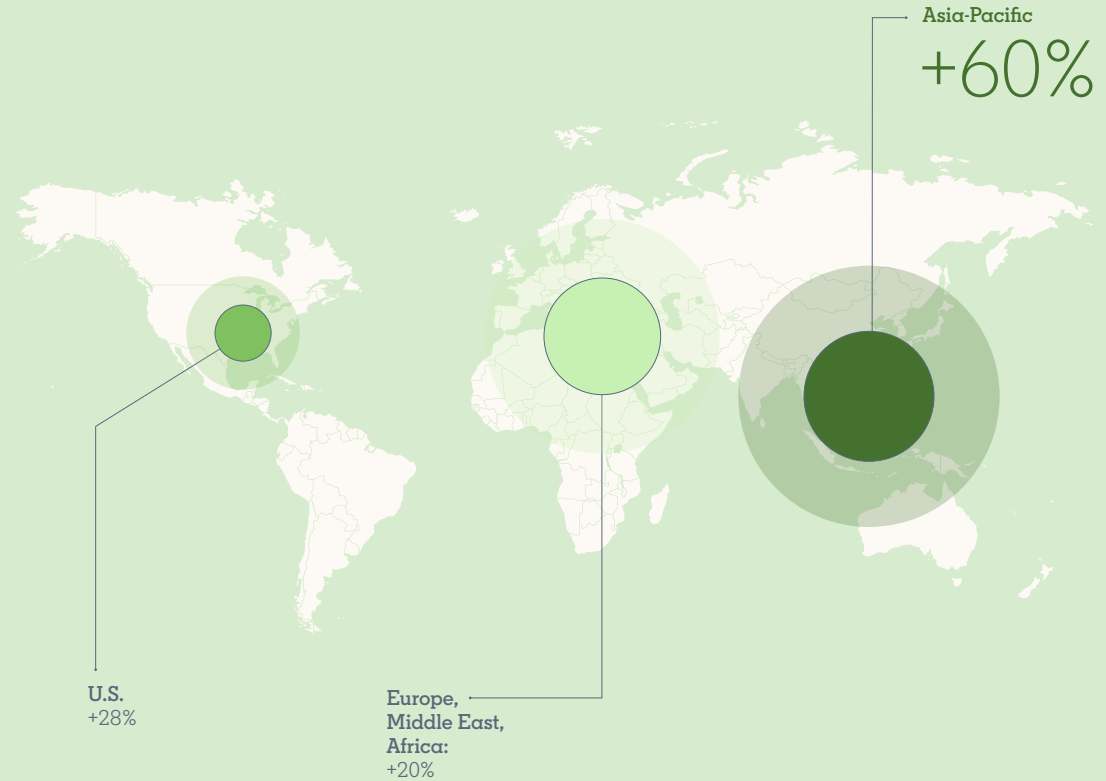 Asia-Pacific
+60%
U.S.
+28%
Europe,
Middle East,
Africa:
+20%